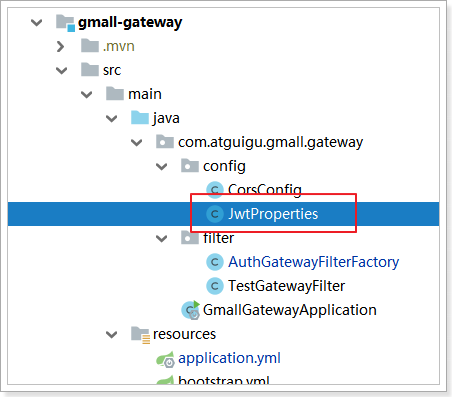 gmall-gateway
.mvn
src
main
java
com.atguigu.gmall.gateway
config
CorsConfig
JwtProperties
filter
AuthGatewayFilterFactory
TestGatewayFilter
GmallGatewayApplication
resources
application.yml
bootstrap.yml